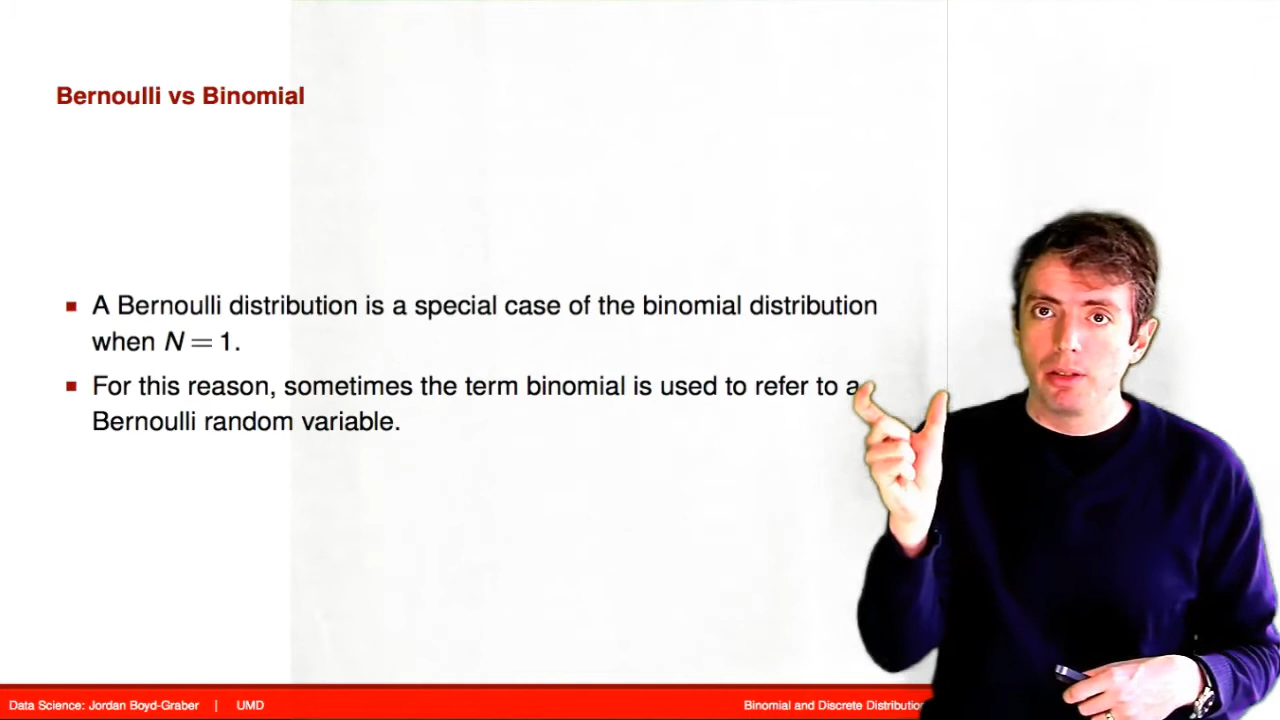 Bernoulli vs Binomial
A Bernoulli distribution is a special case of the binomial distribution
when N = 1.
For this reason, sometimes the term binomial is used to refer to a
Bernoulli random variable.
Data Science: Jordan Boyd-Graber | UMD
Binomial and Discrete